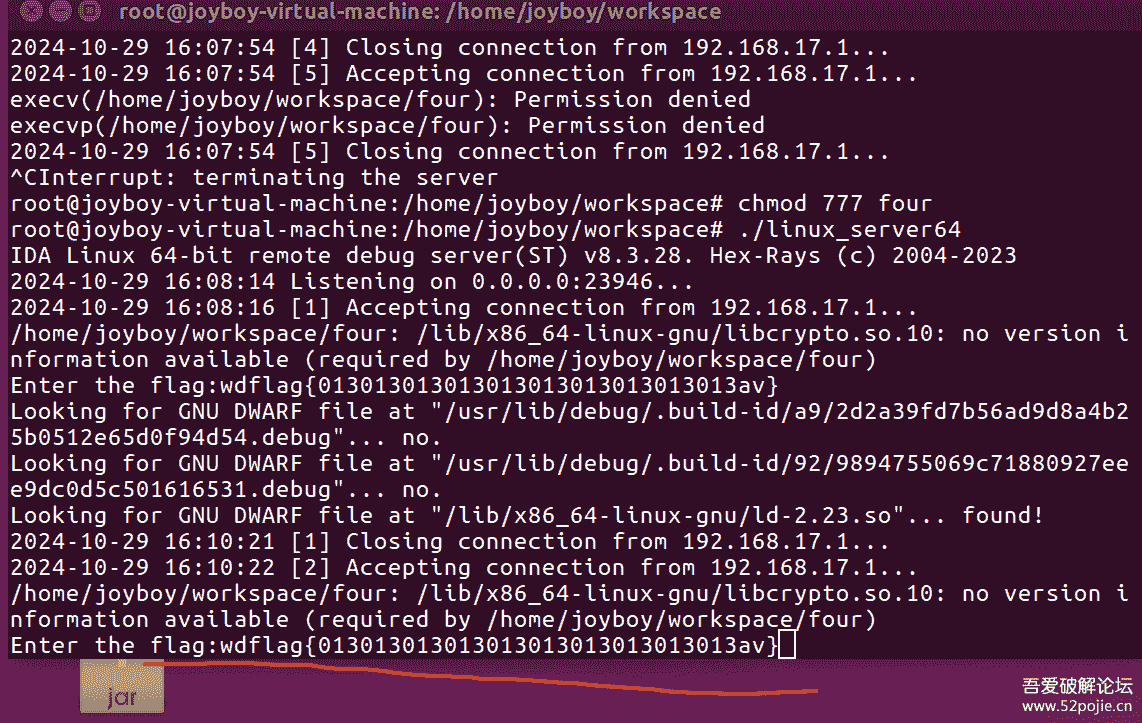 root@joyboy-virtual-machine: /home/joyboy/workspace
2024-10-29 16:07:54 [4] Closing connection from 192.168.17.1...
2024-10-29 16:07:54 [5] Accepting connection from 192.168.17.1...
execv(/home/joyboy/workspace/four): Permission denied
execvp(/home/joyboy/workspace/four): Permission denied
2024-10-29 16:07:54 [5] Closing connection from 192.168.17.1...
^CInterrupt: terminating the server
root@joyboy-virtual-machine:/home/joyboy/workspace# chmod 777 four
root@joyboy-virtual-machine:/home/joyboy/workspace# ./linux_server64
IDA Linux 64-bit remote debug server(ST) v8.3.28. Hex-Rays (c) 2004-2023
2024-10-29 16:08:14 Listening on 0.0.0.0:23946...
2024-10-29 16:08:16 [1] Accepting connection from 192.168.17.1...
/home/joyboy/workspace/four: /lib/x86_64-linux-gnu/libcrypto.so.10: no version i
nformation available (required by /home/joyboy/workspace/four)
Enter the flag:wdflag{013013013013013013013013013013av}
Looking for GNU DWARF file at "/usr/lib/debug/.build-id/a9/2d2a39fd7b56ad9d8a4b2
5b0512e65d0f94d54.debug"... no.
Looking for GNU DWARF file at "/usr/lib/debug/.build-id/92/9894755069c71880927ee
e9dc0d5c501616531.debug"... no.
Looking for GNU DWARF file at "/lib/x86_64-linux-gnu/ld-2.23.so"... found!
2024-10-29 16:10:21 [1] Closing connection from 192.168.17.1...
2024-10-29 16:10:22 [2] Accepting connection from 192.168.17.1...
/home/joyboy/workspace/four: /lib/x86_64-linux-gnu/libcrypto.so.10: no version i
nformation available (required by /home/joyboy/workspace/four)
Enter the flag:wdflag{013013013013013013013013013013av}
jar
吾爱破解论坛
www.52pojie.cn